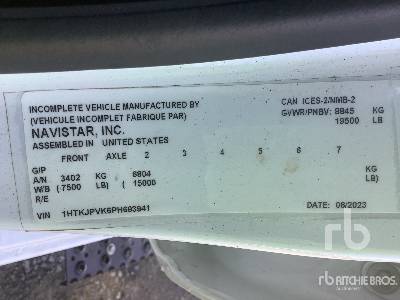 INCOMPLETE VEHICLE MANUFACTURED BY
(VEHICULE INCOMPLET FABRIQUE PAR)
NAVISTAR, INC.
ASSEMBLED IN UNITED STATES
CAN ICES-2/NMB-2
GVWR/PNBV: 8845 KG
19500 LB
FRONT AXLE 2 3 4 5 6 7
G/P
A/N 3402 KG 6804 KG
W/B ( 7500 LB) ( 15000 LB)
R/E
VIN 1HTKJPVK6PH693941
DATE: 06/2023
rb
RITCHIE BROS.